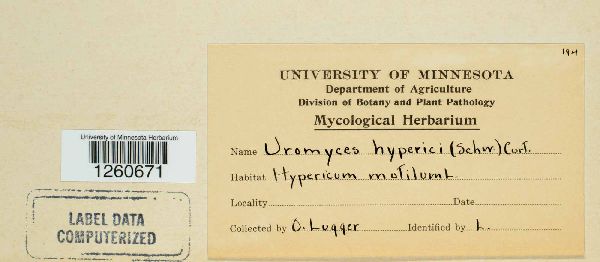 1921
UNIVERSITY OF MINNESOTA
Department of Agriculture
Division of Botany and Plant Pathology
Mycological Herbarium
Name Uromyces hyperici (Schw) Curt.
Habitat Hypericum mutilum L
Locality Date
Collected by O. Lugger Identified by L.
University of Minnesota Herbarium
1260671
LABEL DATA
COMPUTERIZED